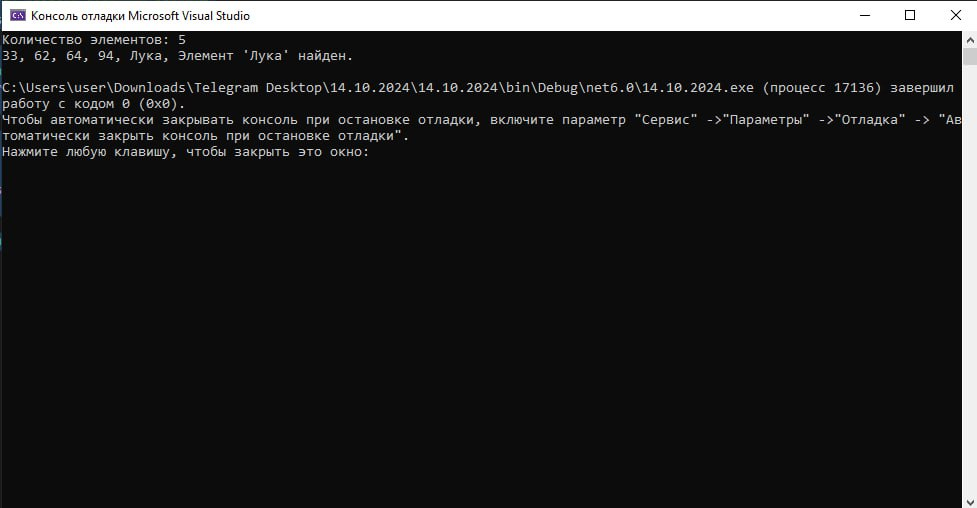 Консоль отладки Microsoft Visual Studio
Количество элементов: 5
33, 62, 64, 94, Лука, Элемент 'Лука' найден.
C:\Users\user\Downloads\Telegram Desktop\14.10.2024\14.10.2024\bin\Debug\net6.0\14.10.2024.exe (процесс 17136) завершил
работу с кодом 0 (0x0).
Чтобы автоматически закрывать консоль при остановке отладки, включите параметр "Сервис" ->"Параметры" ->"Отладка" -> "Ав
томатически закрыть консоль при остановке отладки".
Нажмите любую клавишу, чтобы закрыть это окно: